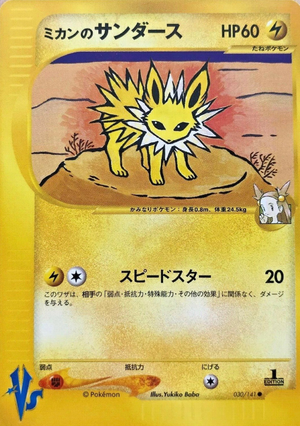 ミカンのサンダース HP60
たねポケモン
かみなりポケモン：身長0.8m、体重24.5kg
スピードスター 20
このワザは、相手の「弱点・抵抗力・特殊能力・その他の効果」に関係なく、ダメージ
を与える。
弱点 抵抗力 にげる
©Pokémon Illus.Yukiko Baba 030/141● 1 EDITION
VS